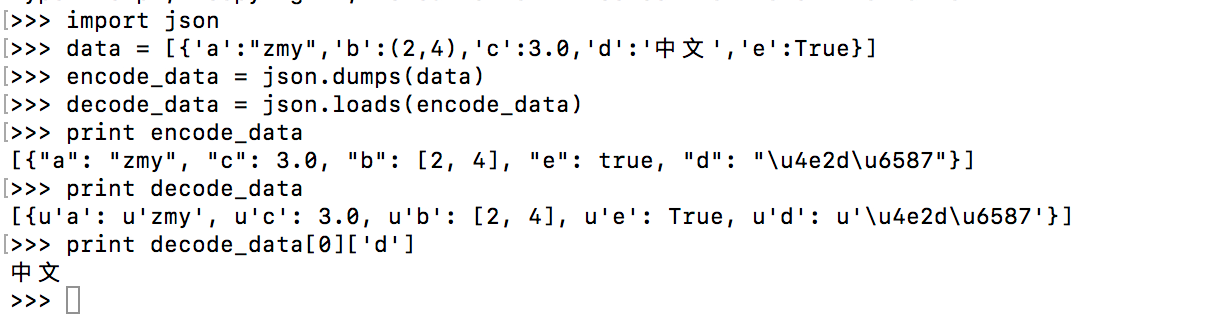 >>> import json
>>> data = [{'a':"zmy",'b':(2,4),'c':3.0,'d':'中文','e':True}]
>>> encode_data = json.dumps(data)
>>> decode_data = json.loads(encode_data)
>>> print encode_data
[{"a": "zmy", "c": 3.0, "b": [2, 4], "e": true, "d": "\u4e2d\u6587"}]
>>> print decode_data
[{u'a': u'zmy', u'c': 3.0, u'b': [2, 4], u'e': True, u'd': u'\u4e2d\u6587'}]
>>> print decode_data[0]['d']
中文
>>>